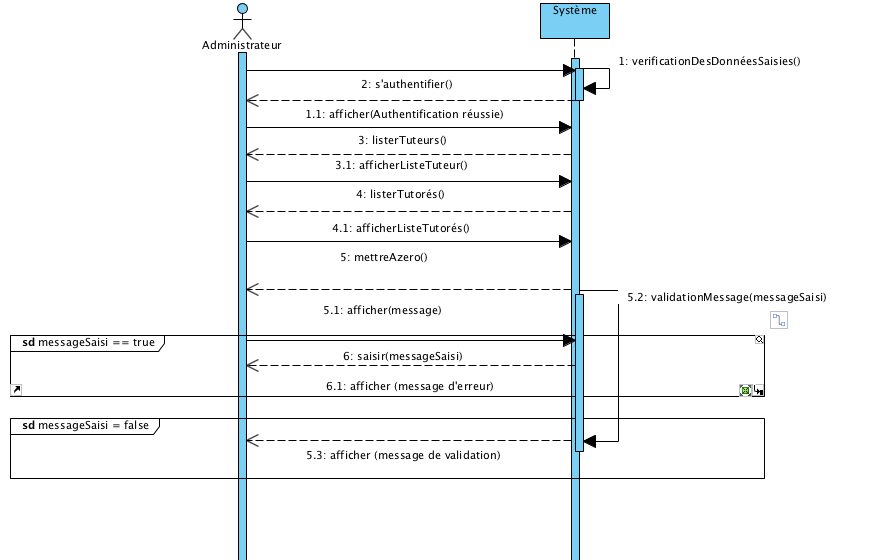 Système
Administrateur
1: verificationDesDonnéesSaisies()
2: s'authentifier()
1.1: afficher(Authentification réussie)
3: listerTuteurs()
3.1: afficherListeTuteur()
4: listerTutorés()
4.1: afficherListeTutorés()
5: mettreAzero()
5.2: validationMessage(messageSaisi)
5.1: afficher(message)
sd messageSaisi == true
6: saisir(messageSaisi)
6.1: afficher (message d'erreur)
sd messageSaisi = false
5.3: afficher (message de validation)